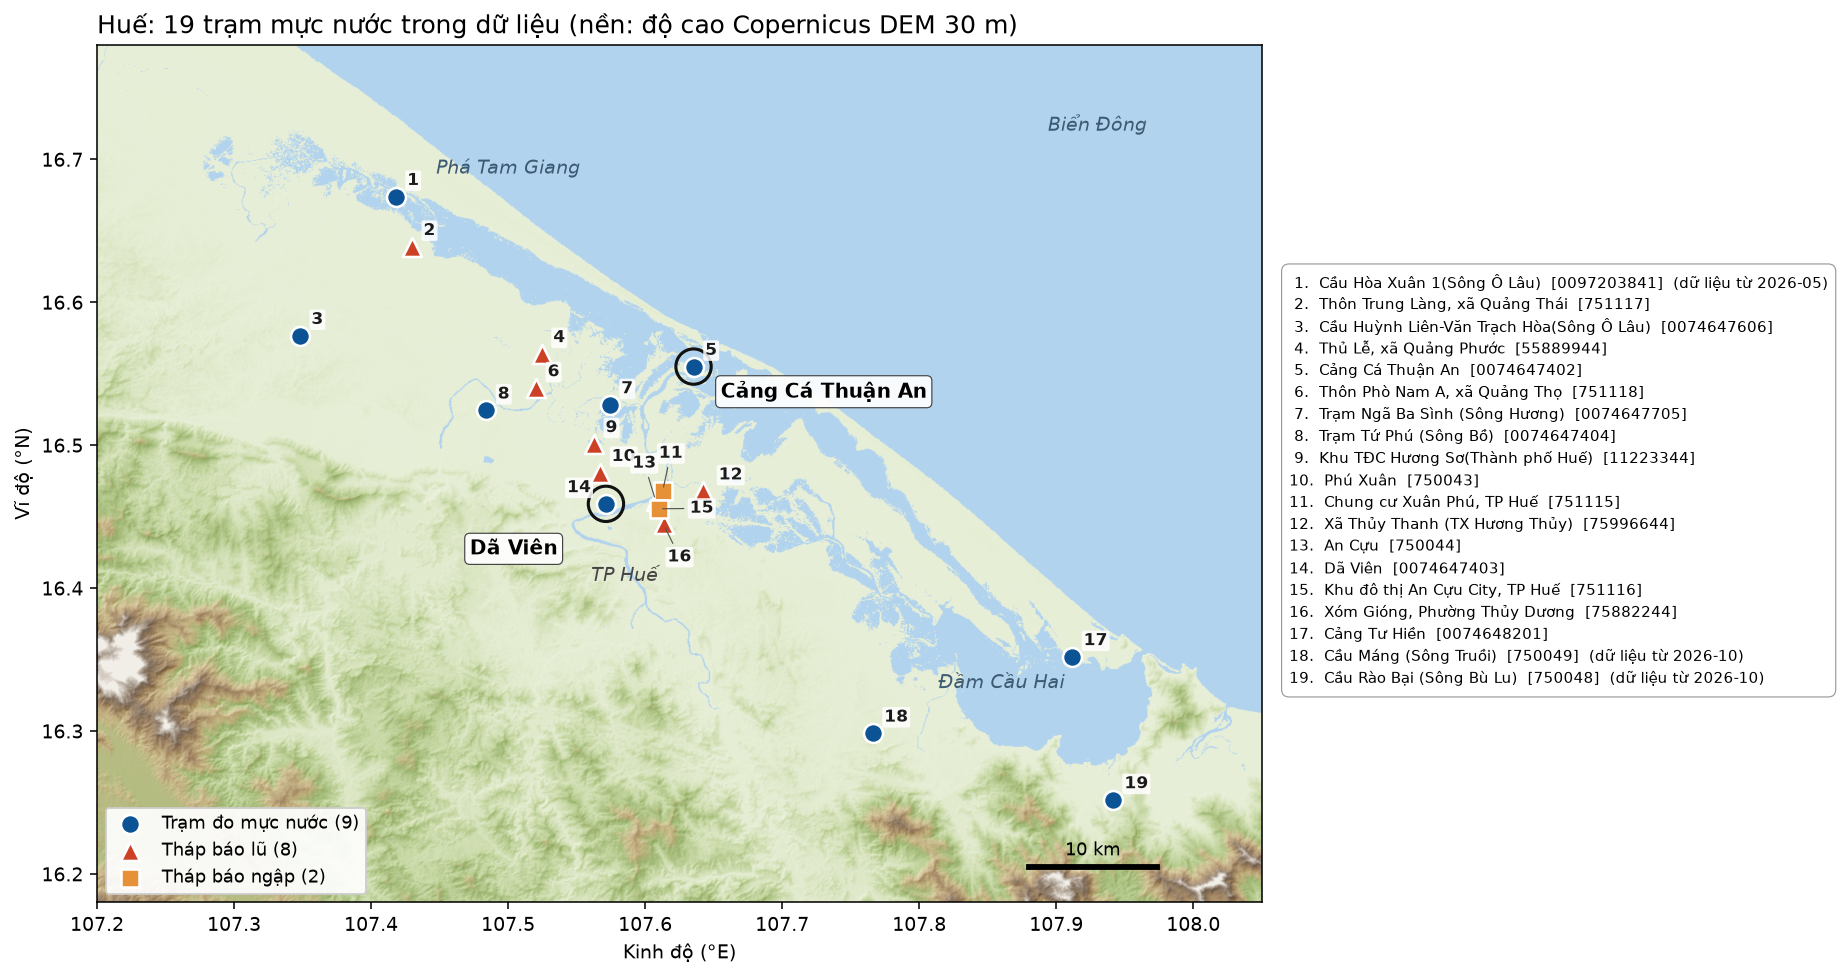 Huế: 19 trạm mực nước trong dữ liệu (nền: độ cao Copernicus DEM 30 m)
Biển Đông
Phá Tam Giang
16.7
16.6
16.5
16.4
16.3
16.2
Vĩ độ (°N)
1
2
3
4
5
Cảng Cá Thuận An
6
7
8
9
10
13
11
12
14
15
16
Dã Viên
TP Huế
17
Đầm Cầu Hai
18
19
10 km
Trạm đo mực nước (9)
Tháp báo lũ (8)
Tháp báo ngập (2)
107.2 107.3 107.4 107.5 107.6 107.7 107.8 107.9 108.0
Kinh độ (°E)
1. Cầu Hòa Xuân 1(Sông Ô Lâu) [0097203841] (dữ liệu từ 2026-05)
2. Thôn Trung Làng, xã Quảng Thái [751117]
3. Cầu Huỳnh Liên-Văn Trạch Hòa(Sông Ô Lâu) [0074647606]
4. Thủ Lễ, xã Quảng Phước [55889944]
5. Cảng Cá Thuận An [0074647402]
6. Thôn Phò Nam A, xã Quảng Thọ [751118]
7. Trạm Ngã Ba Sình (Sông Hương) [0074647705]
8. Trạm Tứ Phú (Sông Bồ) [0074647404]
9. Khu TĐC Hương Sơ(Thành phố Huế) [11223344]
10. Phú Xuân [750043]
11. Chung cư Xuân Phú, TP Huế [751115]
12. Xã Thủy Thanh (TX Hương Thủy) [75996644]
13. An Cựu [750044]
14. Dã Viên [0074647403]
15. Khu đô thị An Cựu City, TP Huế [751116]
16. Xóm Gióng, Phường Thủy Dương [75882244]
17. Cảng Tư Hiền [0074648201]
18. Cầu Máng (Sông Truồi) [750049] (dữ liệu từ 2026-10)
19. Cầu Rào Bại (Sông Bù Lu) [750048] (dữ liệu từ 2026-10)